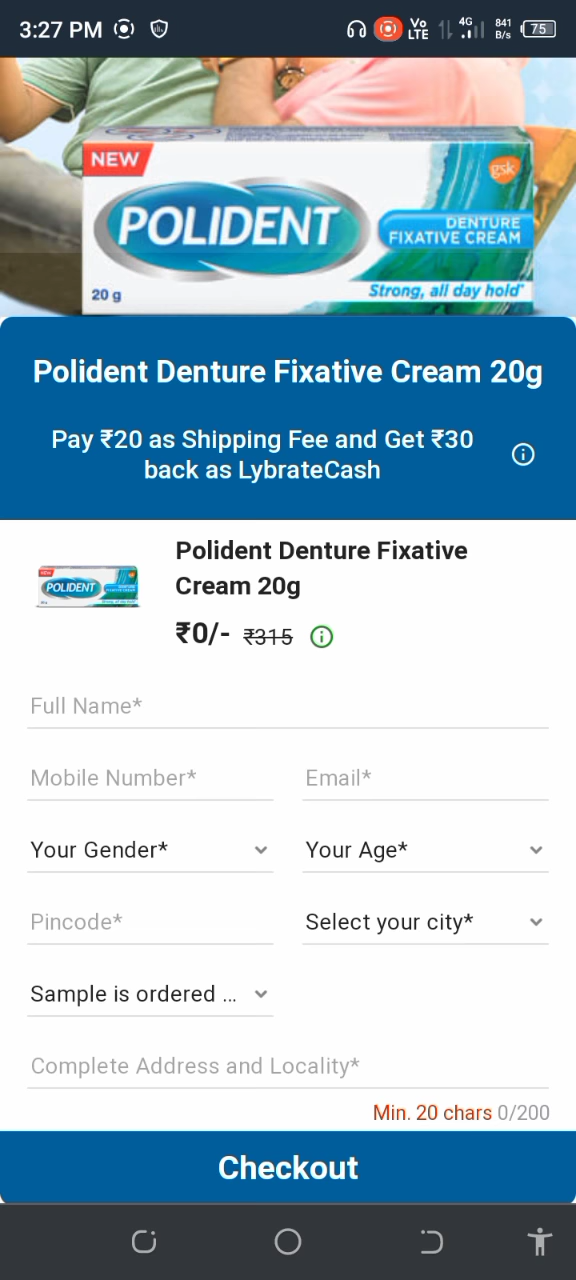 3:27 PM
Vo LTE
4G
841 B/s
75
NEW
gsk
POLIDENT
DENTURE
FIXATIVE CREAM
20 g
Strong, all day hold*
Polident Denture Fixative Cream 20g
Pay ₹20 as Shipping Fee and Get ₹30
back as LybrateCash
Polident Denture Fixative
Cream 20g
NEW
POLIDENT
₹0/- ₹315
Full Name*
Mobile Number* Email*
Your Gender* Your Age*
Pincode* Select your city*
Sample is ordered ...
Complete Address and Locality*
Min. 20 chars 0/200
Checkout